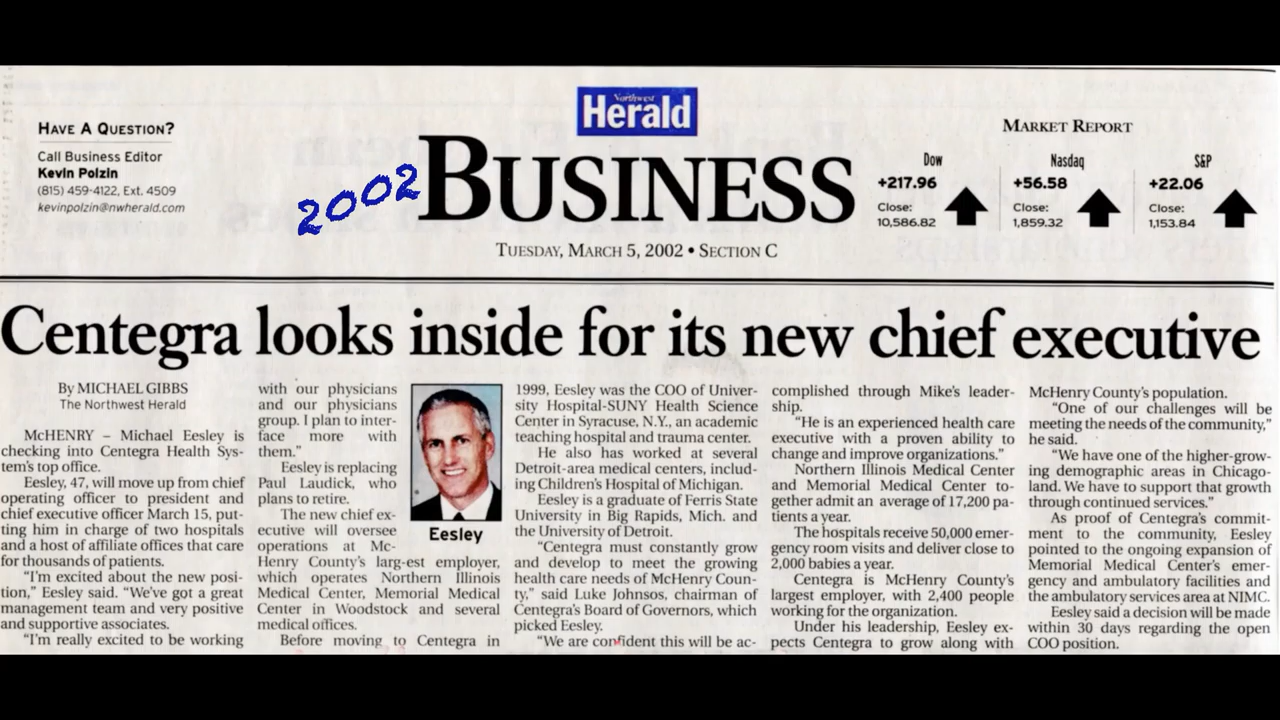 Northwest
Herald
HAVE A QUESTION?
Call Business Editor
Kevin Polzin
(815) 459-4122, Ext. 4509
kevinpolzin@nwherald.com
2002
BUSINESS
TUESDAY, MARCH 5, 2002 • SECTION C
MARKET REPORT
Dow
+217.96
Close:
10,586.82
Nasdaq
+56.58
Close:
1,859.32
S&P
+22.06
Close:
1,153.84
Centegra looks inside for its new chief executive
By MICHAEL GIBBS
The Northwest Herald
McHENRY – Michael Eesley is
checking into Centegra Health Sys-
tem's top office.
Eesley, 47, will move up from chief
operating officer to president and
chief executive officer March 15, put-
ting him in charge of two hospitals
and a host of affiliate offices that care
for thousands of patients.
"I'm excited about the new posi-
tion," Eesley said. "We've got a great
management team and very positive
and supportive associates.
"I'm really excited to be working
with our physicians
and our physicians
group. I plan to inter-
face more with
them."
Eesley is replacing
Paul Laudick, who
plans to retire.
The new chief ex-
ecutive will oversee
operations at Mc-
Henry County's larg-est employer,
which operates Northern Illinois
Medical Center, Memorial Medical
Center in Woodstock and several
medical offices.
Before moving to Centegra in
Eesley
1999, Eesley was the COO of Univer-
sity Hospital-SUNY Health Science
Center in Syracuse, N.Y., an academic
teaching hospital and trauma center.
He also has worked at several
Detroit-area medical centers, includ-
ing Children's Hospital of Michigan.
Eesley is a graduate of Ferris State
University in Big Rapids, Mich. and
the University of Detroit.
"Centegra must constantly grow
and develop to meet the growing
health care needs of McHenry Coun-
ty," said Luke Johnsos, chairman of
Centegra's Board of Governors, which
picked Eesley.
"We are confident this will be ac-
complished through Mike's leader-
ship.
"He is an experienced health care
executive with a proven ability to
change and improve organizations."
Northern Illinois Medical Center
and Memorial Medical Center to-
gether admit an average of 17,200 pa-
tients a year.
The hospitals receive 50,000 emer-
gency room visits and deliver close to
2,000 babies a year.
Centegra is McHenry County's
largest employer, with 2,400 people
working for the organization.
Under his leadership, Eesley ex-
pects Centegra to grow along with
McHenry County's population.
"One of our challenges will be
meeting the needs of the community,"
he said.
"We have one of the higher-grow-
ing demographic areas in Chicago-
land. We have to support that growth
through continued services."
As proof of Centegra's commit-
ment to the community, Eesley
pointed to the ongoing expansion of
Memorial Medical Center's emer-
gency and ambulatory facilities and
the ambulatory services area at NIMC.
Eesley said a decision will be made
within 30 days regarding the open
COO position.